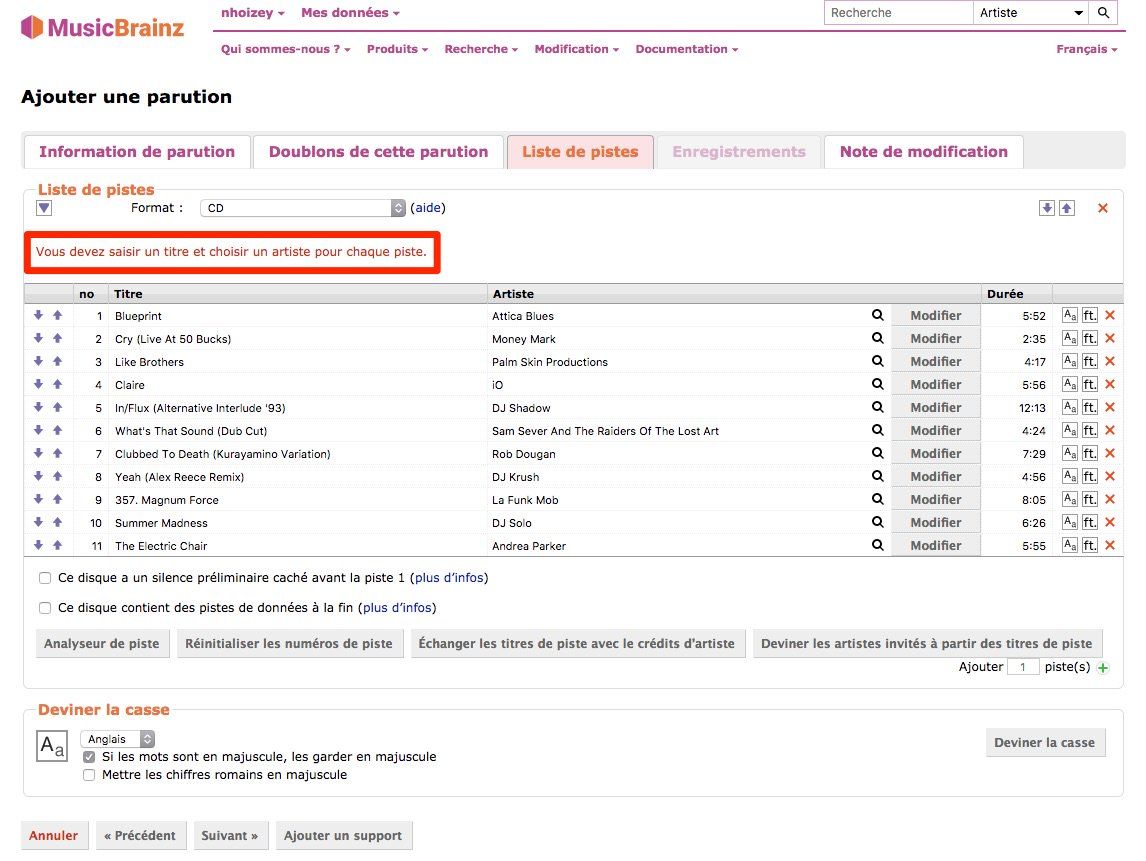 MusicBrainz
nhoizey Mes données
Recherche Artiste
Qui sommes-nous ? Produits Recherche Modification Documentation Français
Ajouter une parution
Information de parution Doublons de cette parution Liste de pistes Enregistrements Note de modification
Liste de pistes
Format : CD (aide)
Vous devez saisir un titre et choisir un artiste pour chaque piste.
no Titre Artiste Durée
1 Blueprint Attica Blues Modifier 5:52 Aa ft.
2 Cry (Live At 50 Bucks) Money Mark Modifier 2:35 Aa ft.
3 Like Brothers Palm Skin Productions Modifier 4:17 Aa ft.
4 Claire iO Modifier 5:56 Aa ft.
5 In/Flux (Alternative Interlude '93) DJ Shadow Modifier 12:13 Aa ft.
6 What's That Sound (Dub Cut) Sam Sever And The Raiders Of The Lost Art Modifier 4:24 Aa ft.
7 Clubbed To Death (Kurayamino Variation) Rob Dougan Modifier 7:29 Aa ft.
8 Yeah (Alex Reece Remix) DJ Krush Modifier 4:56 Aa ft.
9 357. Magnum Force La Funk Mob Modifier 8:05 Aa ft.
10 Summer Madness DJ Solo Modifier 6:26 Aa ft.
11 The Electric Chair Andrea Parker Modifier 5:55 Aa ft.
Ce disque a un silence préliminaire caché avant la piste 1 (plus d’infos)
Ce disque contient des pistes de données à la fin (plus d’infos)
Analyseur de piste Réinitialiser les numéros de piste Échanger les titres de piste avec le crédits d’artiste Deviner les artistes invités à partir des titres de piste
Ajouter 1 piste(s)
Deviner la casse
Aa Anglais
Si les mots sont en majuscule, les garder en majuscule
Mettre les chiffres romains en majuscule
Deviner la casse
Annuler « Précédent Suivant » Ajouter un support